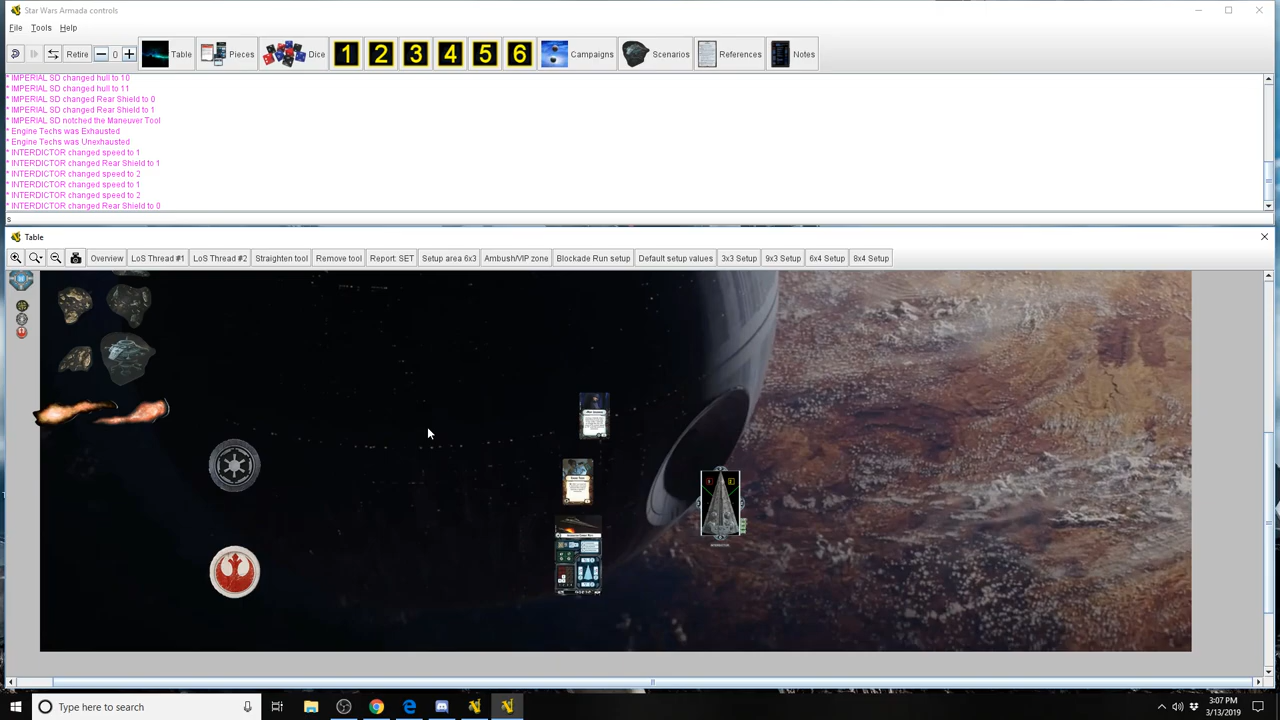 Star Wars Armada controls
File Tools Help
Retire 0 Table Pieces Dice 1 2 3 4 5 6 Campaigns Scenarios References Notes
* IMPERIAL SD changed hull to 10
* IMPERIAL SD changed hull to 11
* IMPERIAL SD changed Rear Shield to 0
* IMPERIAL SD changed Rear Shield to 1
* IMPERIAL SD notched the Maneuver Tool
* Engine Techs was Exhausted
* Engine Techs was Unexhausted
* INTERDICTOR changed speed to 1
* INTERDICTOR changed Rear Shield to 1
* INTERDICTOR changed speed to 2
* INTERDICTOR changed speed to 1
* INTERDICTOR changed speed to 2
* INTERDICTOR changed Rear Shield to 0
s
Table
Overview LoS Thread #1 LoS Thread #2 Straighten tool Remove tool Report: SET Setup area 6x3 Ambush/VIP zone Blockade Run setup Default setup values 3x3 Setup 9x3 Setup 6x4 Setup 8x4 Setup
1 2
Type here to search
3:07 PM
3/13/2019
3